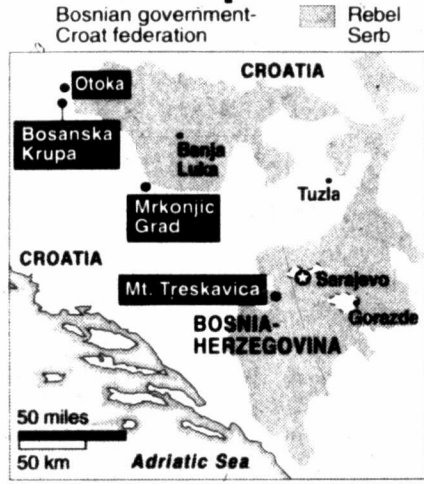 Bosnian government-
Croat federation
Rebel
Serb
CROATIA
Otoka
Bosanska
Krupa
Banja
Luka
Tuzla
Mrkonjic
Grad
CROATIA
Mt. Treskavica
Sarajevo
Gorazde
BOSNIA-
HERZEGOVINA
50 miles
50 km
Adriatic Sea